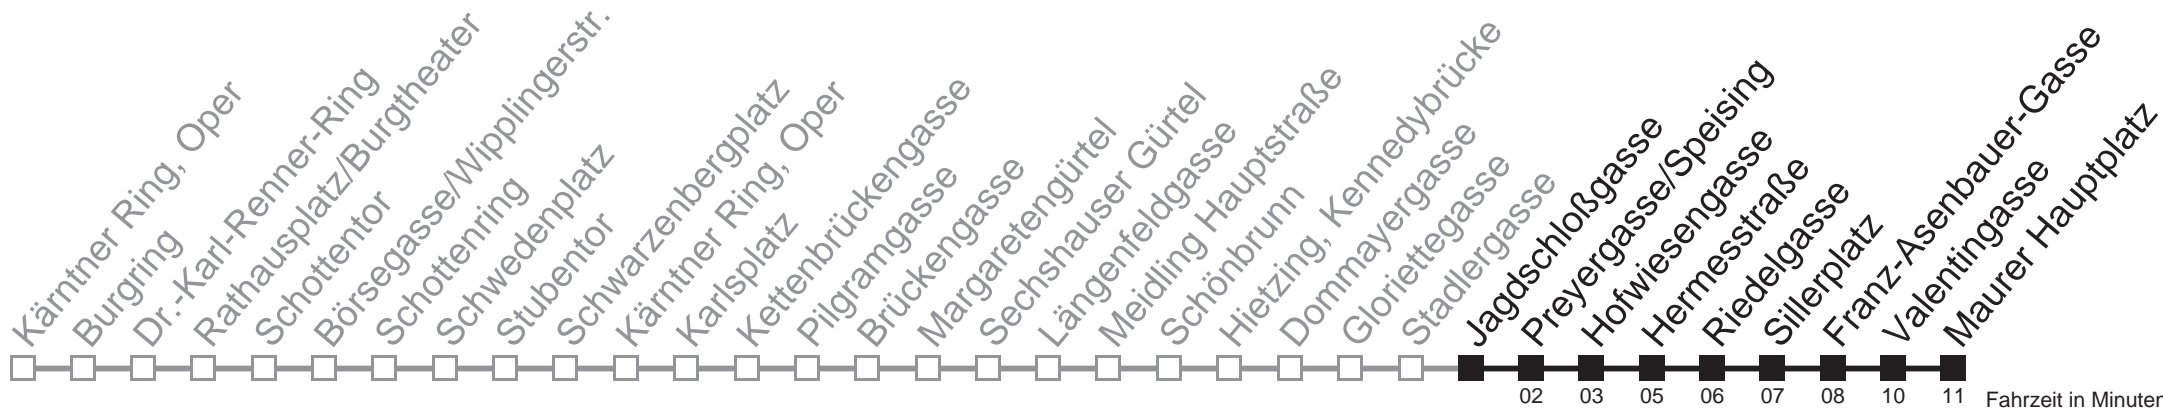 Kärntner Ring, Oper
Burgring
Dr.-Karl-Renner-Ring
Rathausplatz/Burgtheater
Schottentor
Börsegasse/Wipplingerstr.
Schottenring
Schwedenplatz
Stubentor
Schwarzenbergplatz
Kärntner Ring, Oper
Karlsplatz
Kettenbrückengasse
Pilgramgasse
Brückengasse
Margaretengürtel
Sechshauser Gürtel
Längenfeldgasse
Meidling Hauptstraße
Schönbrunn
Hietzing, Kennedybrücke
Dommayergasse
Gloriettegasse
Stadlergasse
Jagdschloßgasse
Preyergasse/Speising
Hofwiesengasse
Hermesstraße
Riedelgasse
Sillerplatz
Franz-Asenbauer-Gasse
Valentingasse
Maurer Hauptplatz
02 03 05 06 07 08 10 11 Fahrzeit in Minuten